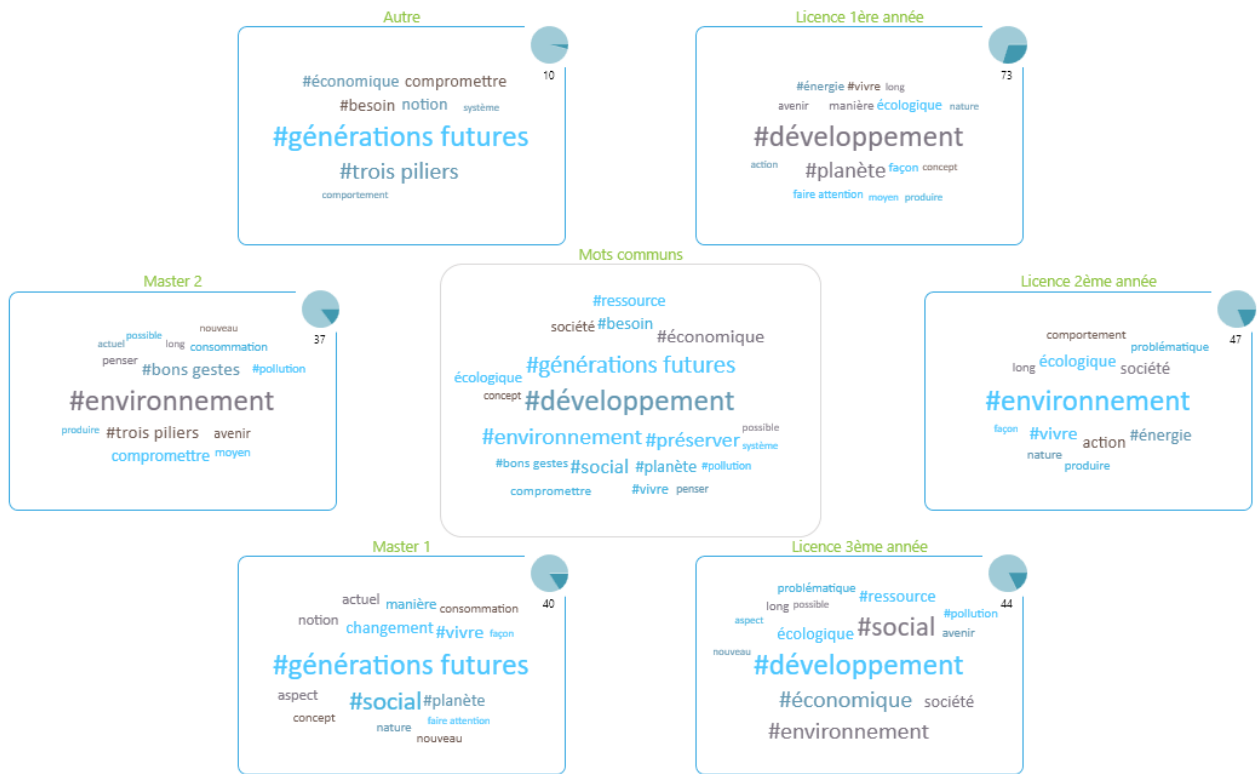 Autre
10
#économique compromettre
#besoin notion système
#générations futures
#trois piliers
comportement
Licence 1ère année
73
#énergie #vivre long
avenir manière écologique nature
#développement
action #planète façon concept
faire attention moyen produire
Master 2
37
nouveau
actuel possible long consommation
penser #bons gestes #pollution
#environnement
produire #trois piliers avenir
compromettre moyen
Mots communs
#ressource
société #besoin #économique
#générations futures
écologique
concept #développement
possible
#environnement #préserver système
#bons gestes #social #planète #pollution
compromettre #vivre penser
Licence 2ème année
47
comportement
problématique
long écologique société
#environnement
façon #vivre action #énergie
nature
produire
Master 1
40
actuel manière consommation
notion changement #vivre façon
#générations futures
aspect #social #planète
concept nature faire attention
nouveau
Licence 3ème année
44
problématique #ressource
long possible #pollution
aspect écologique #social avenir
nouveau #développement
#économique société
#environnement